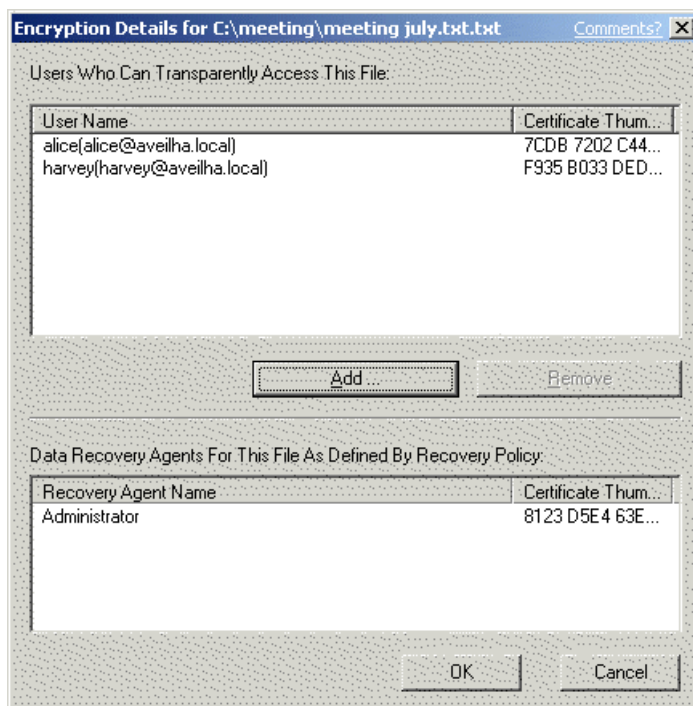 Encryption Details for C:\meeting\meeting july.txt.txt Comments?
Users Who Can Transparently Access This File:
User Name Certificate Thum...
alice(alice@aveilha.local) 7CDB 7202 C44...
harvey(harvey@aveilha.local) F935 B033 DED...
Add ... Remove
Data Recovery Agents For This File As Defined By Recovery Policy:
Recovery Agent Name Certificate Thum...
Administrator 8123 D5E4 63E...
OK Cancel